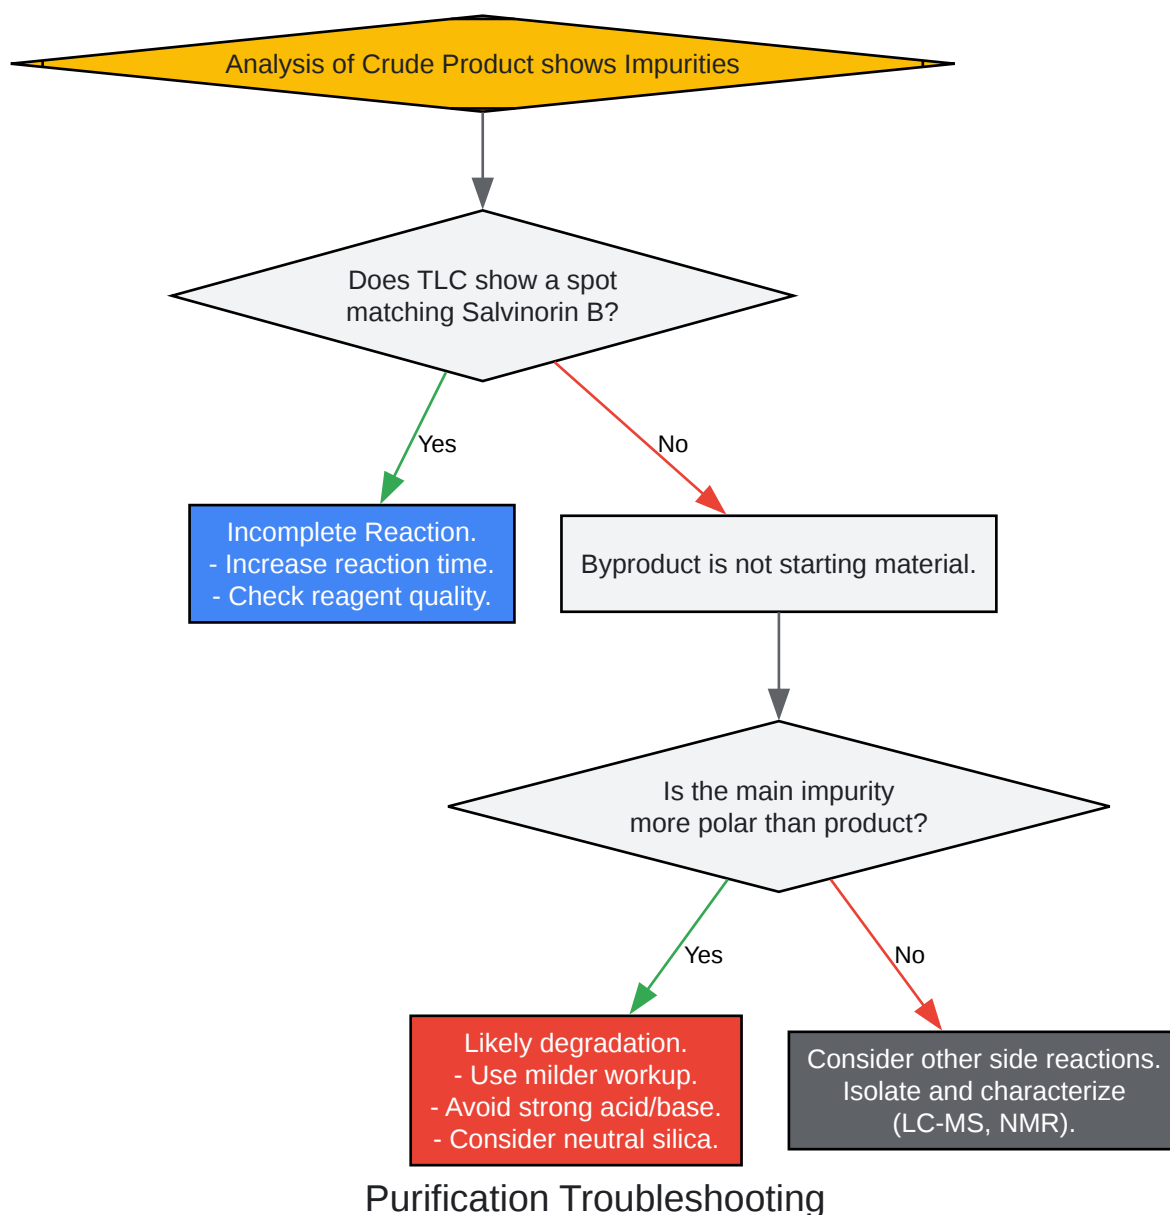 Analysis of Crude Product shows Impurities
Does TLC show a spot
matching Salvinorin B?
Yes
No
Incomplete Reaction.
- Increase reaction time.
- Check reagent quality.
Byproduct is not starting material.
Is the main impurity
more polar than product?
Yes
No
Likely degradation.
- Use milder workup.
- Avoid strong acid/base.
- Consider neutral silica.
Consider other side reactions.
Isolate and characterize
(LC-MS, NMR).
Purification Troubleshooting